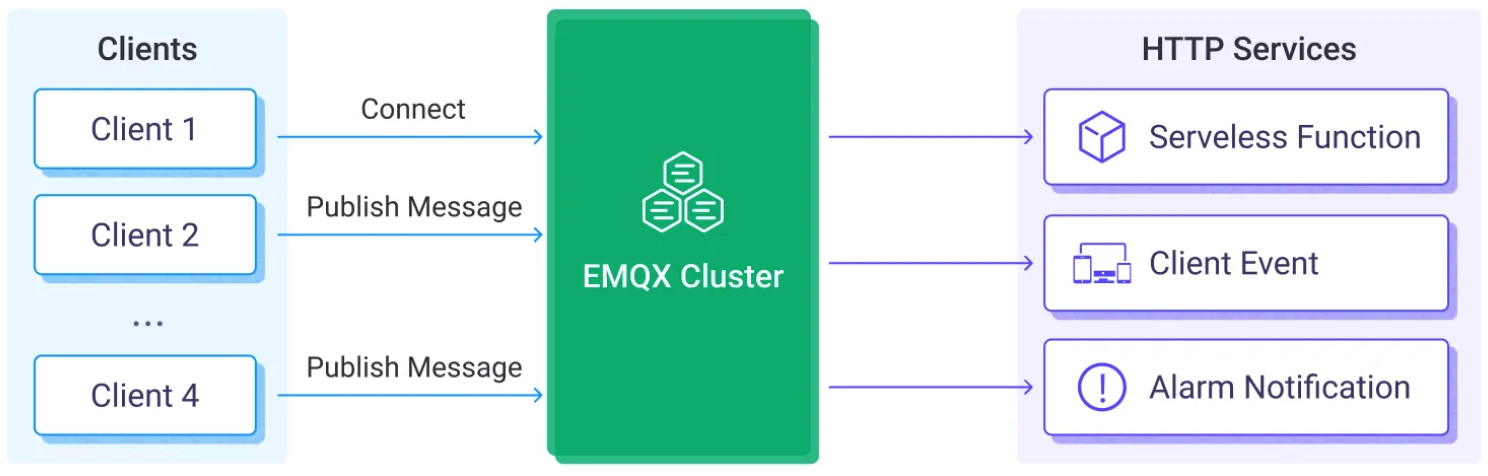 Clients
Client 1
Client 2
...
Client 4
Connect
Publish Message
Publish Message
EMQX Cluster
HTTP Services
Serveless Function
Client Event
Alarm Notification